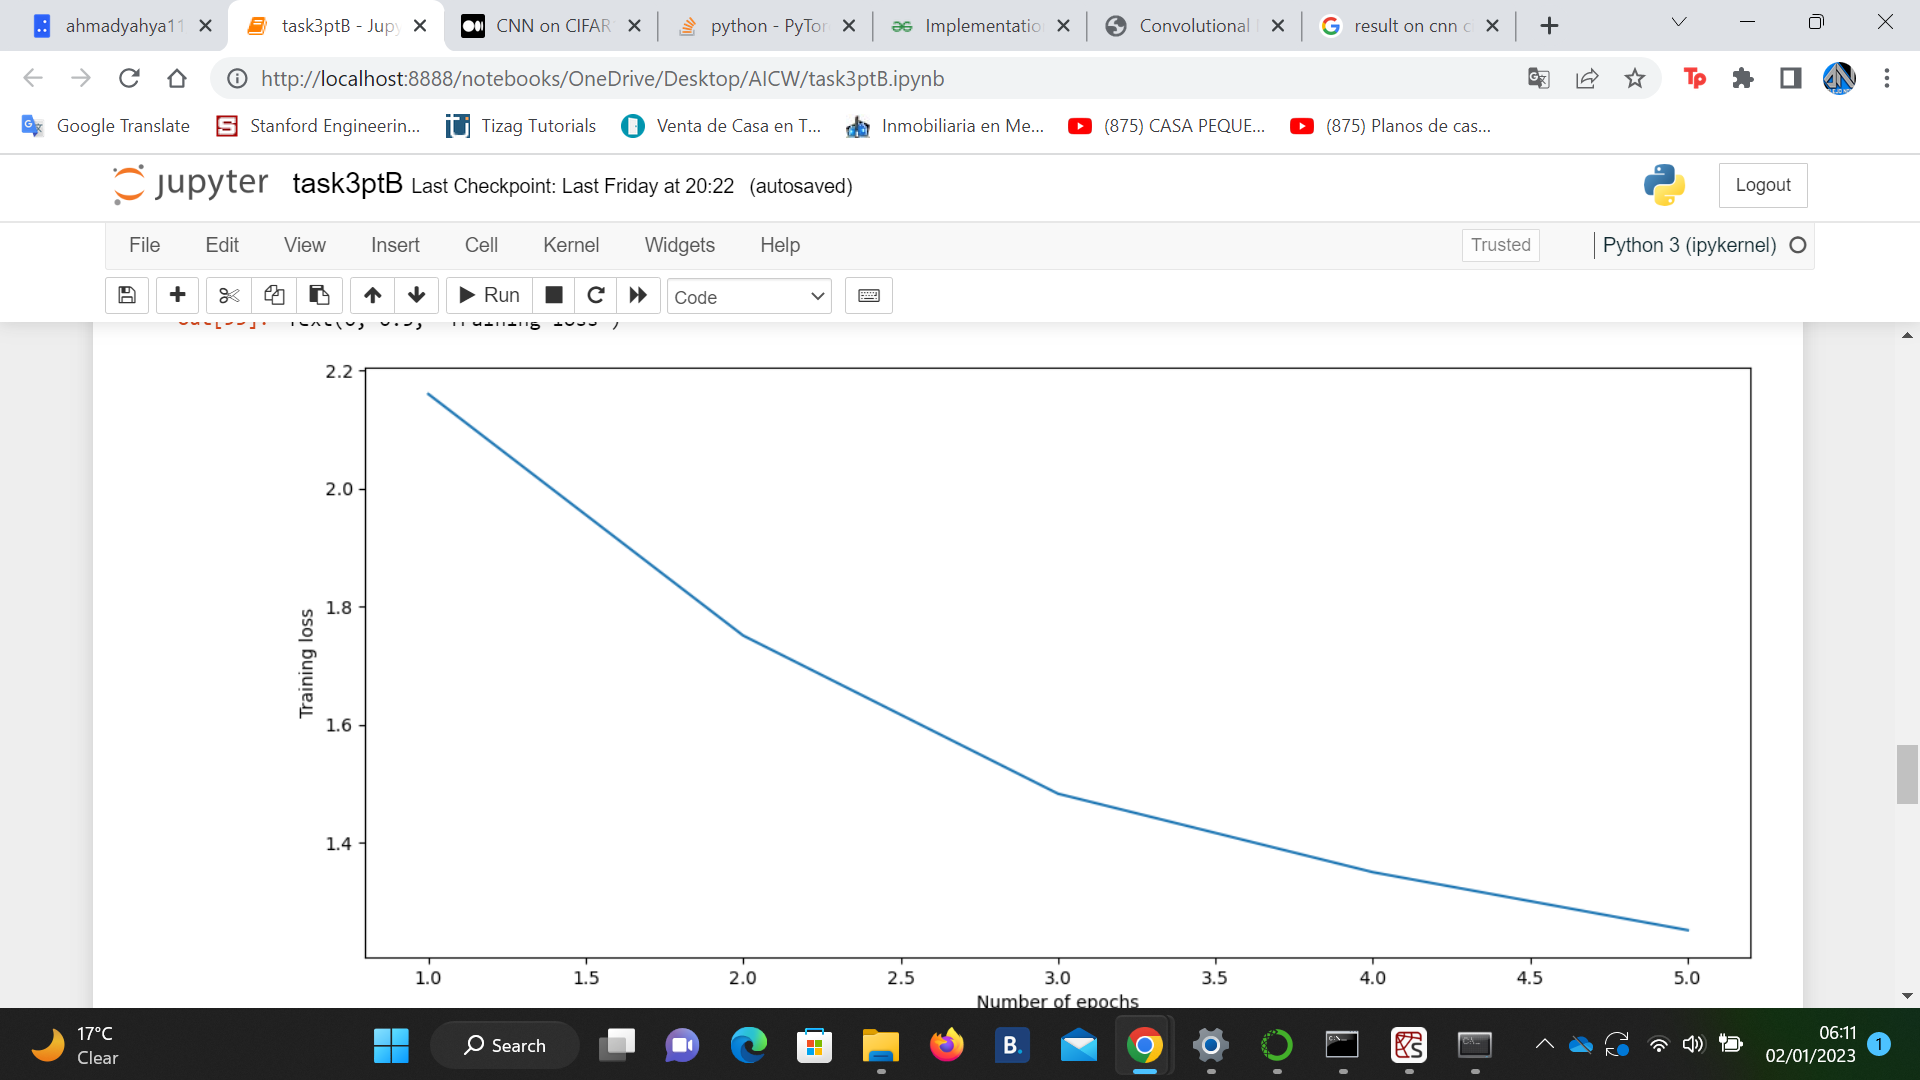 ahmadyahya11
task3ptB - Jup
CNN on CIFAR
python - PyTor
Implementatio
Convolutional
result on cnn c
http://localhost:8888/notebooks/OneDrive/Desktop/AICW/task3ptB.ipynb
Google Translate
Stanford Engineerin...
Tizag Tutorials
Venta de Casa en T...
Inmobiliaria en Me...
(875) CASA PEQUE...
(875) Planos de cas...
jupyter task3ptB Last Checkpoint: Last Friday at 20:22 (autosaved)
Logout
File Edit View Insert Cell Kernel Widgets Help
Trusted
Python 3 (ipykernel)
Run
Code
2.2
2.0
1.8
1.6
1.4
Training loss
1.0 1.5 2.0 2.5 3.0 3.5 4.0 4.5 5.0
Number of epochs
17°C
Clear
Search
B.
06:11
02/01/2023
1